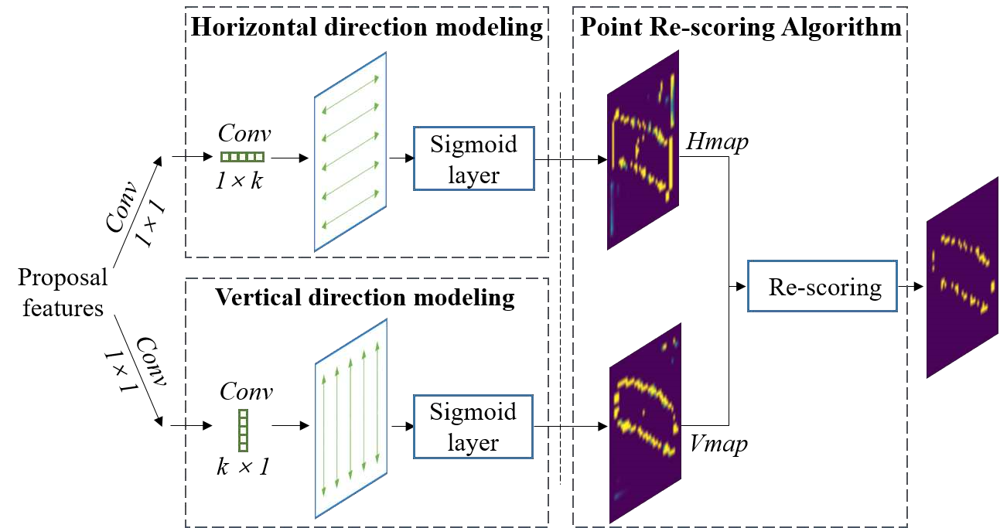 Horizontal direction modeling
Point Re-scoring Algorithm
Conv
1 × k
Sigmoid
layer
Hmap
Conv
1 × 1
Proposal
features
Re-scoring
Vertical direction modeling
Conv
1 × 1
Conv
k × 1
Sigmoid
layer
Vmap